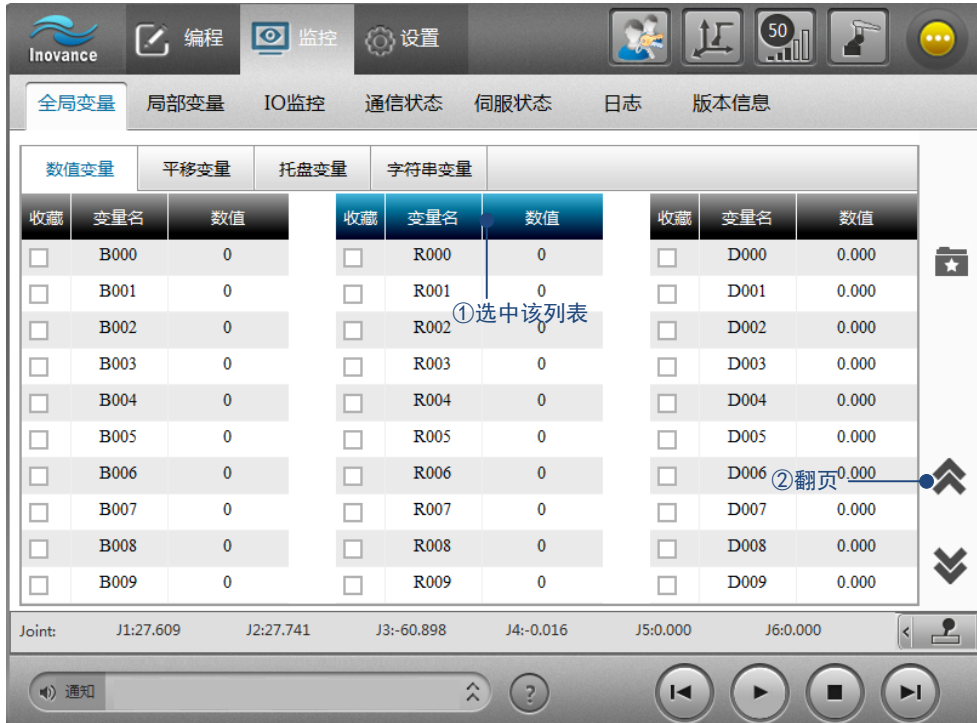 Inovance 编程 监控 设置 50
全局变量 局部变量 IO监控 通信状态 伺服状态 日志 版本信息
数值变量 平移变量 托盘变量 字符串变量
收藏 变量名 数值 收藏 变量名 数值 收藏 变量名 数值
B000 0 R000 0 D000 0.000
B001 0 R001 0 D001 0.000
①选中该列表
B002 0 R002 0 D002 0.000
B003 0 R003 0 D003 0.000
B004 0 R004 0 D004 0.000
B005 0 R005 0 D005 0.000
B006 0 R006 0 D006 0.000
②翻页
B007 0 R007 0 D007 0.000
B008 0 R008 0 D008 0.000
B009 0 R009 0 D009 0.000
Joint: J1:27.609 J2:27.741 J3:-60.898 J4:-0.016 J5:0.000 J6:0.000
通知 ?